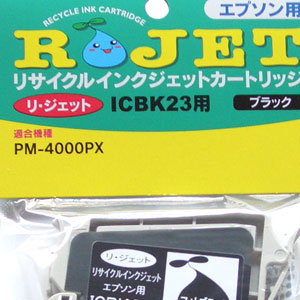 RECYCLE INK CARTRIDGE
エプソン用
R JET
リサイクルインクジェットカートリッジ
リ・ジェット ICBK23用 ブラック
適合機種
PM-4000PX
リ・ジェット
リサイクルインクジェット
エプソン用